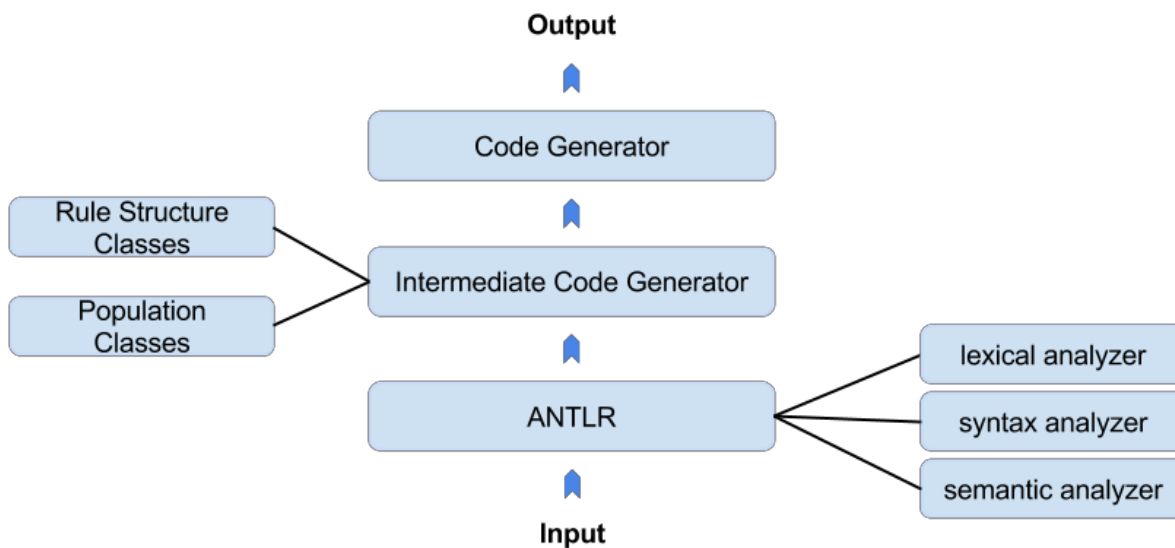 Output
Code Generator
Rule Structure
Classes
Intermediate Code Generator
Population
Classes
lexical analyzer
ANTLR
syntax analyzer
semantic analyzer
Input